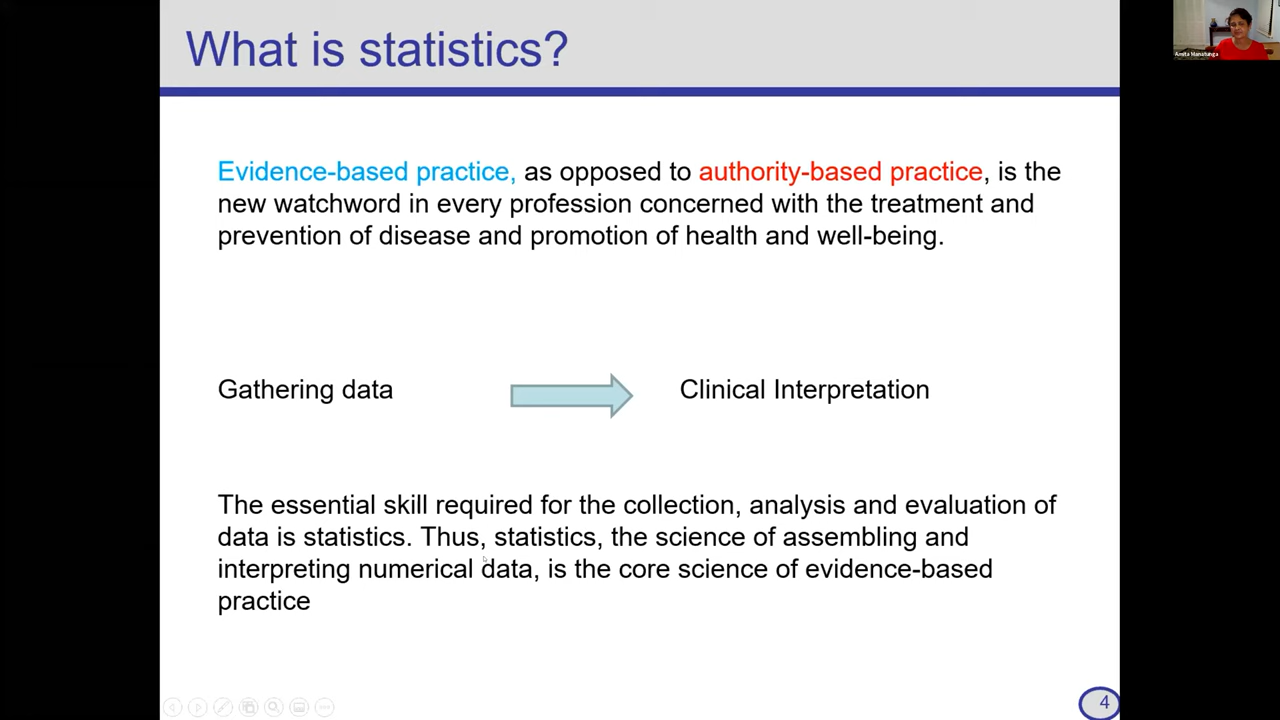 What is statistics?
Amita Manatunga
Evidence-based practice, as opposed to authority-based practice, is the
new watchword in every profession concerned with the treatment and
prevention of disease and promotion of health and well-being.
Gathering data
Clinical Interpretation
The essential skill required for the collection, analysis and evaluation of
data is statistics. Thus, statistics, the science of assembling and
interpreting numerical data, is the core science of evidence-based
practice
4